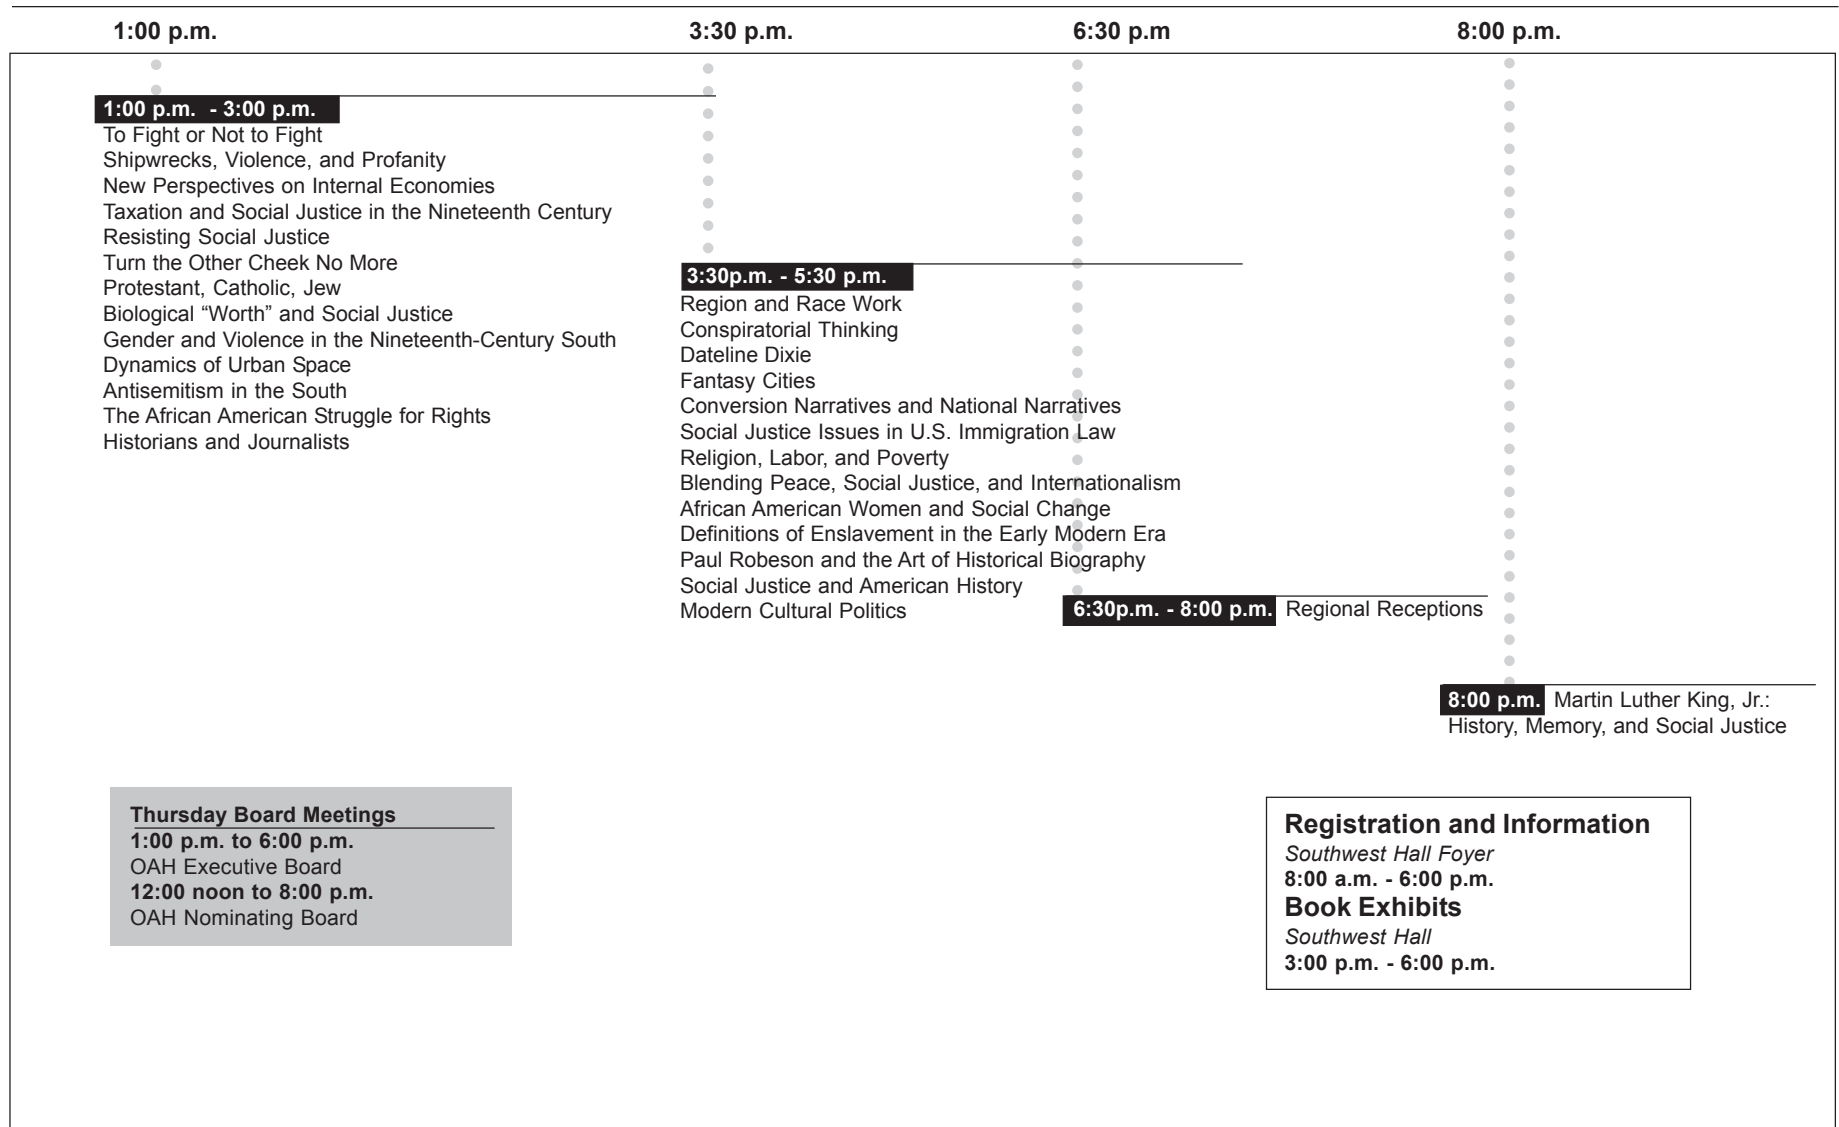 1:00 p.m.
3:30 p.m.
6:30 p.m
8:00 p.m.
1:00 p.m. - 3:00 p.m.
To Fight or Not to Fight
Shipwrecks, Violence, and Profanity
New Perspectives on Internal Economies
Taxation and Social Justice in the Nineteenth Century
Resisting Social Justice
Turn the Other Cheek No More
Protestant, Catholic, Jew
Biological “Worth” and Social Justice
Gender and Violence in the Nineteenth-Century South
Dynamics of Urban Space
Antisemitism in the South
The African American Struggle for Rights
Historians and Journalists
3:30p.m. - 5:30 p.m.
Region and Race Work
Conspiratorial Thinking
Dateline Dixie
Fantasy Cities
Conversion Narratives and National Narratives
Social Justice Issues in U.S. Immigration Law
Religion, Labor, and Poverty
Blending Peace, Social Justice, and Internationalism
African American Women and Social Change
Definitions of Enslavement in the Early Modern Era
Paul Robeson and the Art of Historical Biography
Social Justice and American History
Modern Cultural Politics
6:30p.m. - 8:00 p.m. Regional Receptions
8:00 p.m. Martin Luther King, Jr.:
History, Memory, and Social Justice
Thursday Board Meetings
1:00 p.m. to 6:00 p.m.
OAH Executive Board
12:00 noon to 8:00 p.m.
OAH Nominating Board
Registration and Information
Southwest Hall Foyer
8:00 a.m. - 6:00 p.m.
Book Exhibits
Southwest Hall
3:00 p.m. - 6:00 p.m.